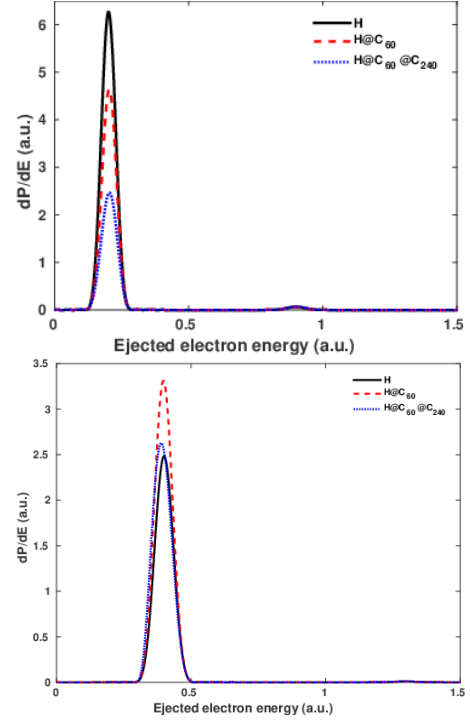 6
5
4
3
2
1
0
dP/dE (a.u.)
H
H@C60
H@C60 @C240
0 0.5 1 1.5
Ejected electron energy (a.u.)
3.5
3
2.5
2
1.5
1
0.5
0
dP/dE (a.u.)
H
H@C60
H@C60 @C240
0 0.5 1 1.5
Ejected electron energy (a.u.)